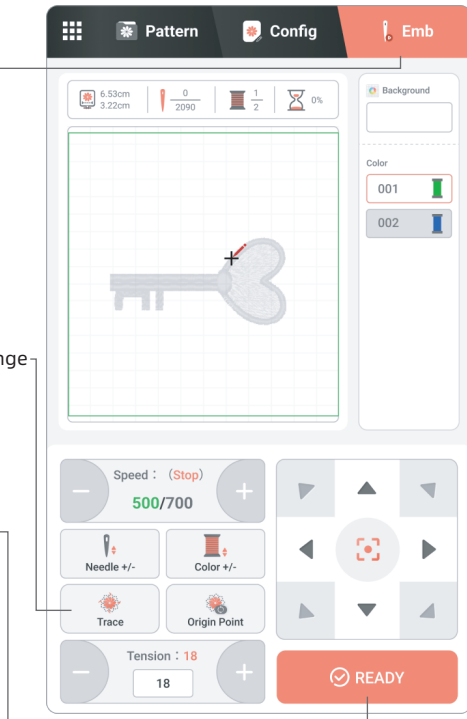 Pattern
Config
Emb
6.53cm
3.22cm
0
2090
1
2
0%
Background
Color
001
002
nge
Speed： （Stop）
500/700
Needle +/-
Color +/-
Trace
Origin Point
Tension：18
18
READY